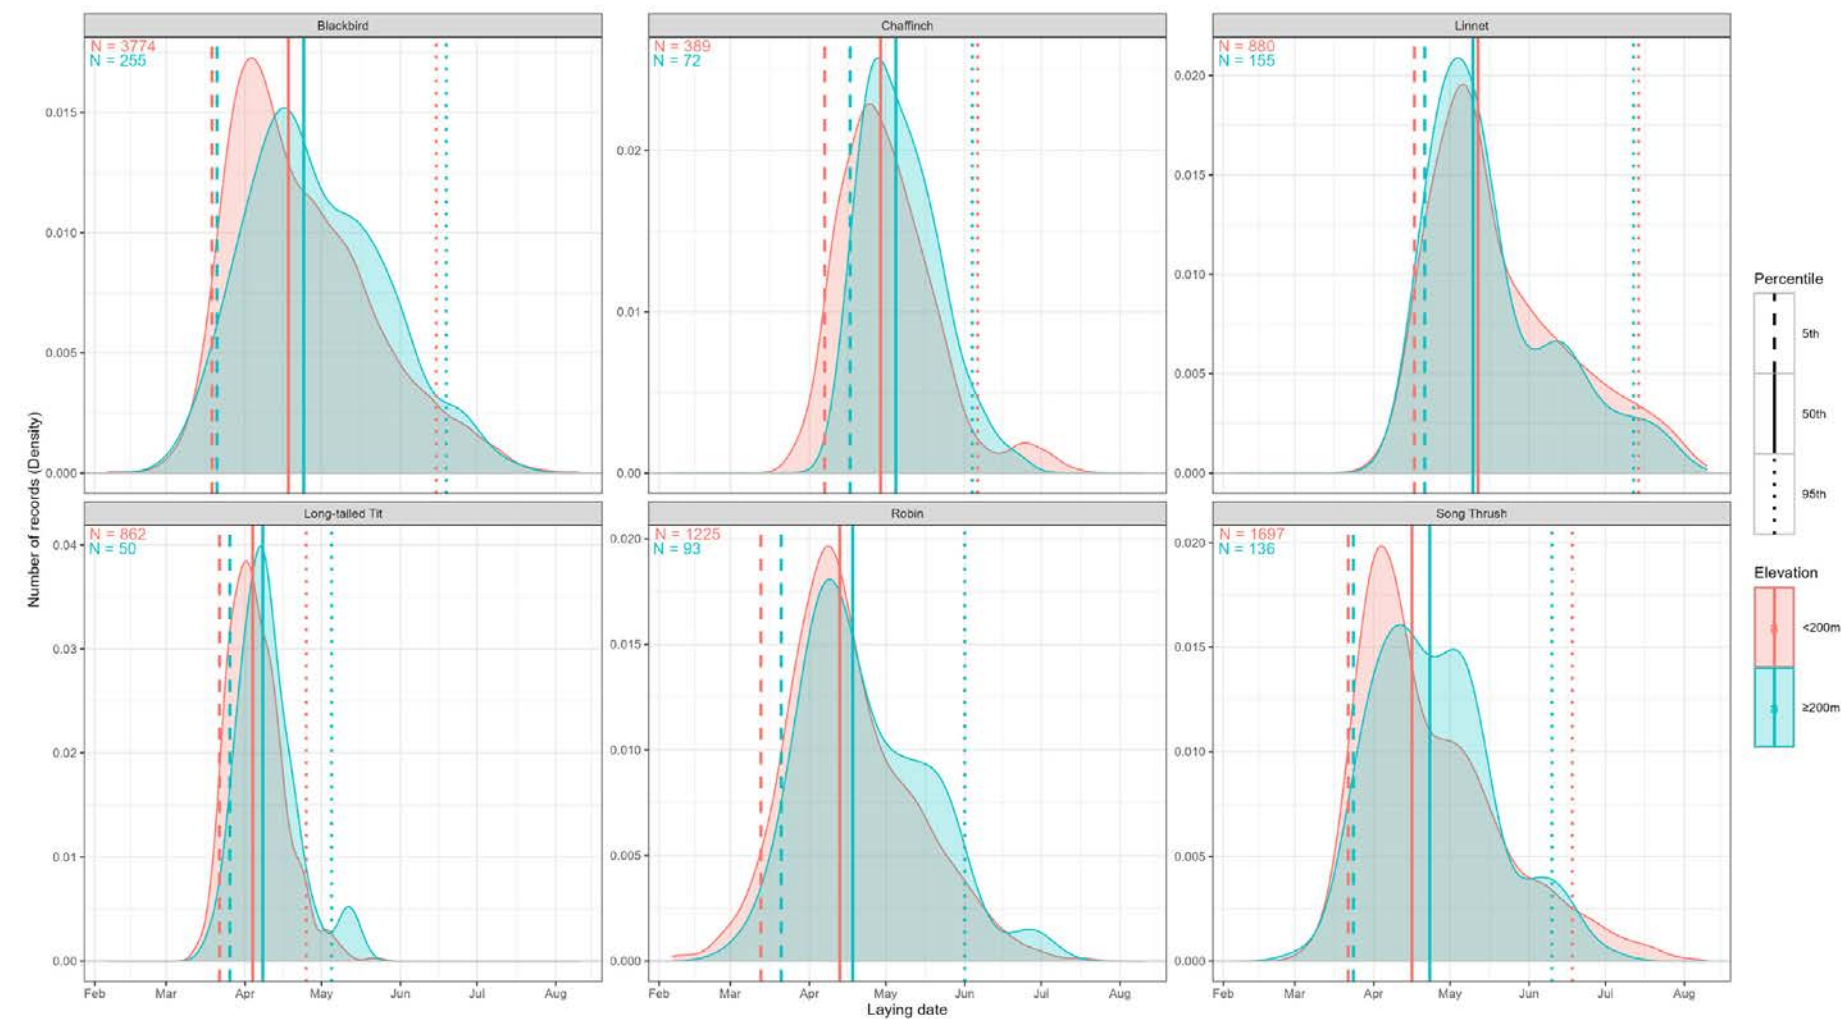 Blackbird
N = 3774
N = 255
0.015
0.010
0.005
0.000
Chaffinch
N = 389
N = 72
0.02
0.01
0.00
Linnet
N = 880
N = 155
0.020
0.015
0.010
0.005
0.000
Long-tailed Tit
N = 862
N = 50
0.04
0.03
0.02
0.01
0.00
Feb Mar Apr May Jun Jul Aug
Robin
N = 1225
N = 93
0.020
0.015
0.010
0.005
0.000
Feb Mar Apr May Jun Jul Aug
Song Thrush
N = 1697
N = 136
0.020
0.015
0.010
0.005
0.000
Feb Mar Apr May Jun Jul Aug
Number of records (Density)
Laying date
Percentile
5th
50th
95th
Elevation
a <200m
a ≥200m